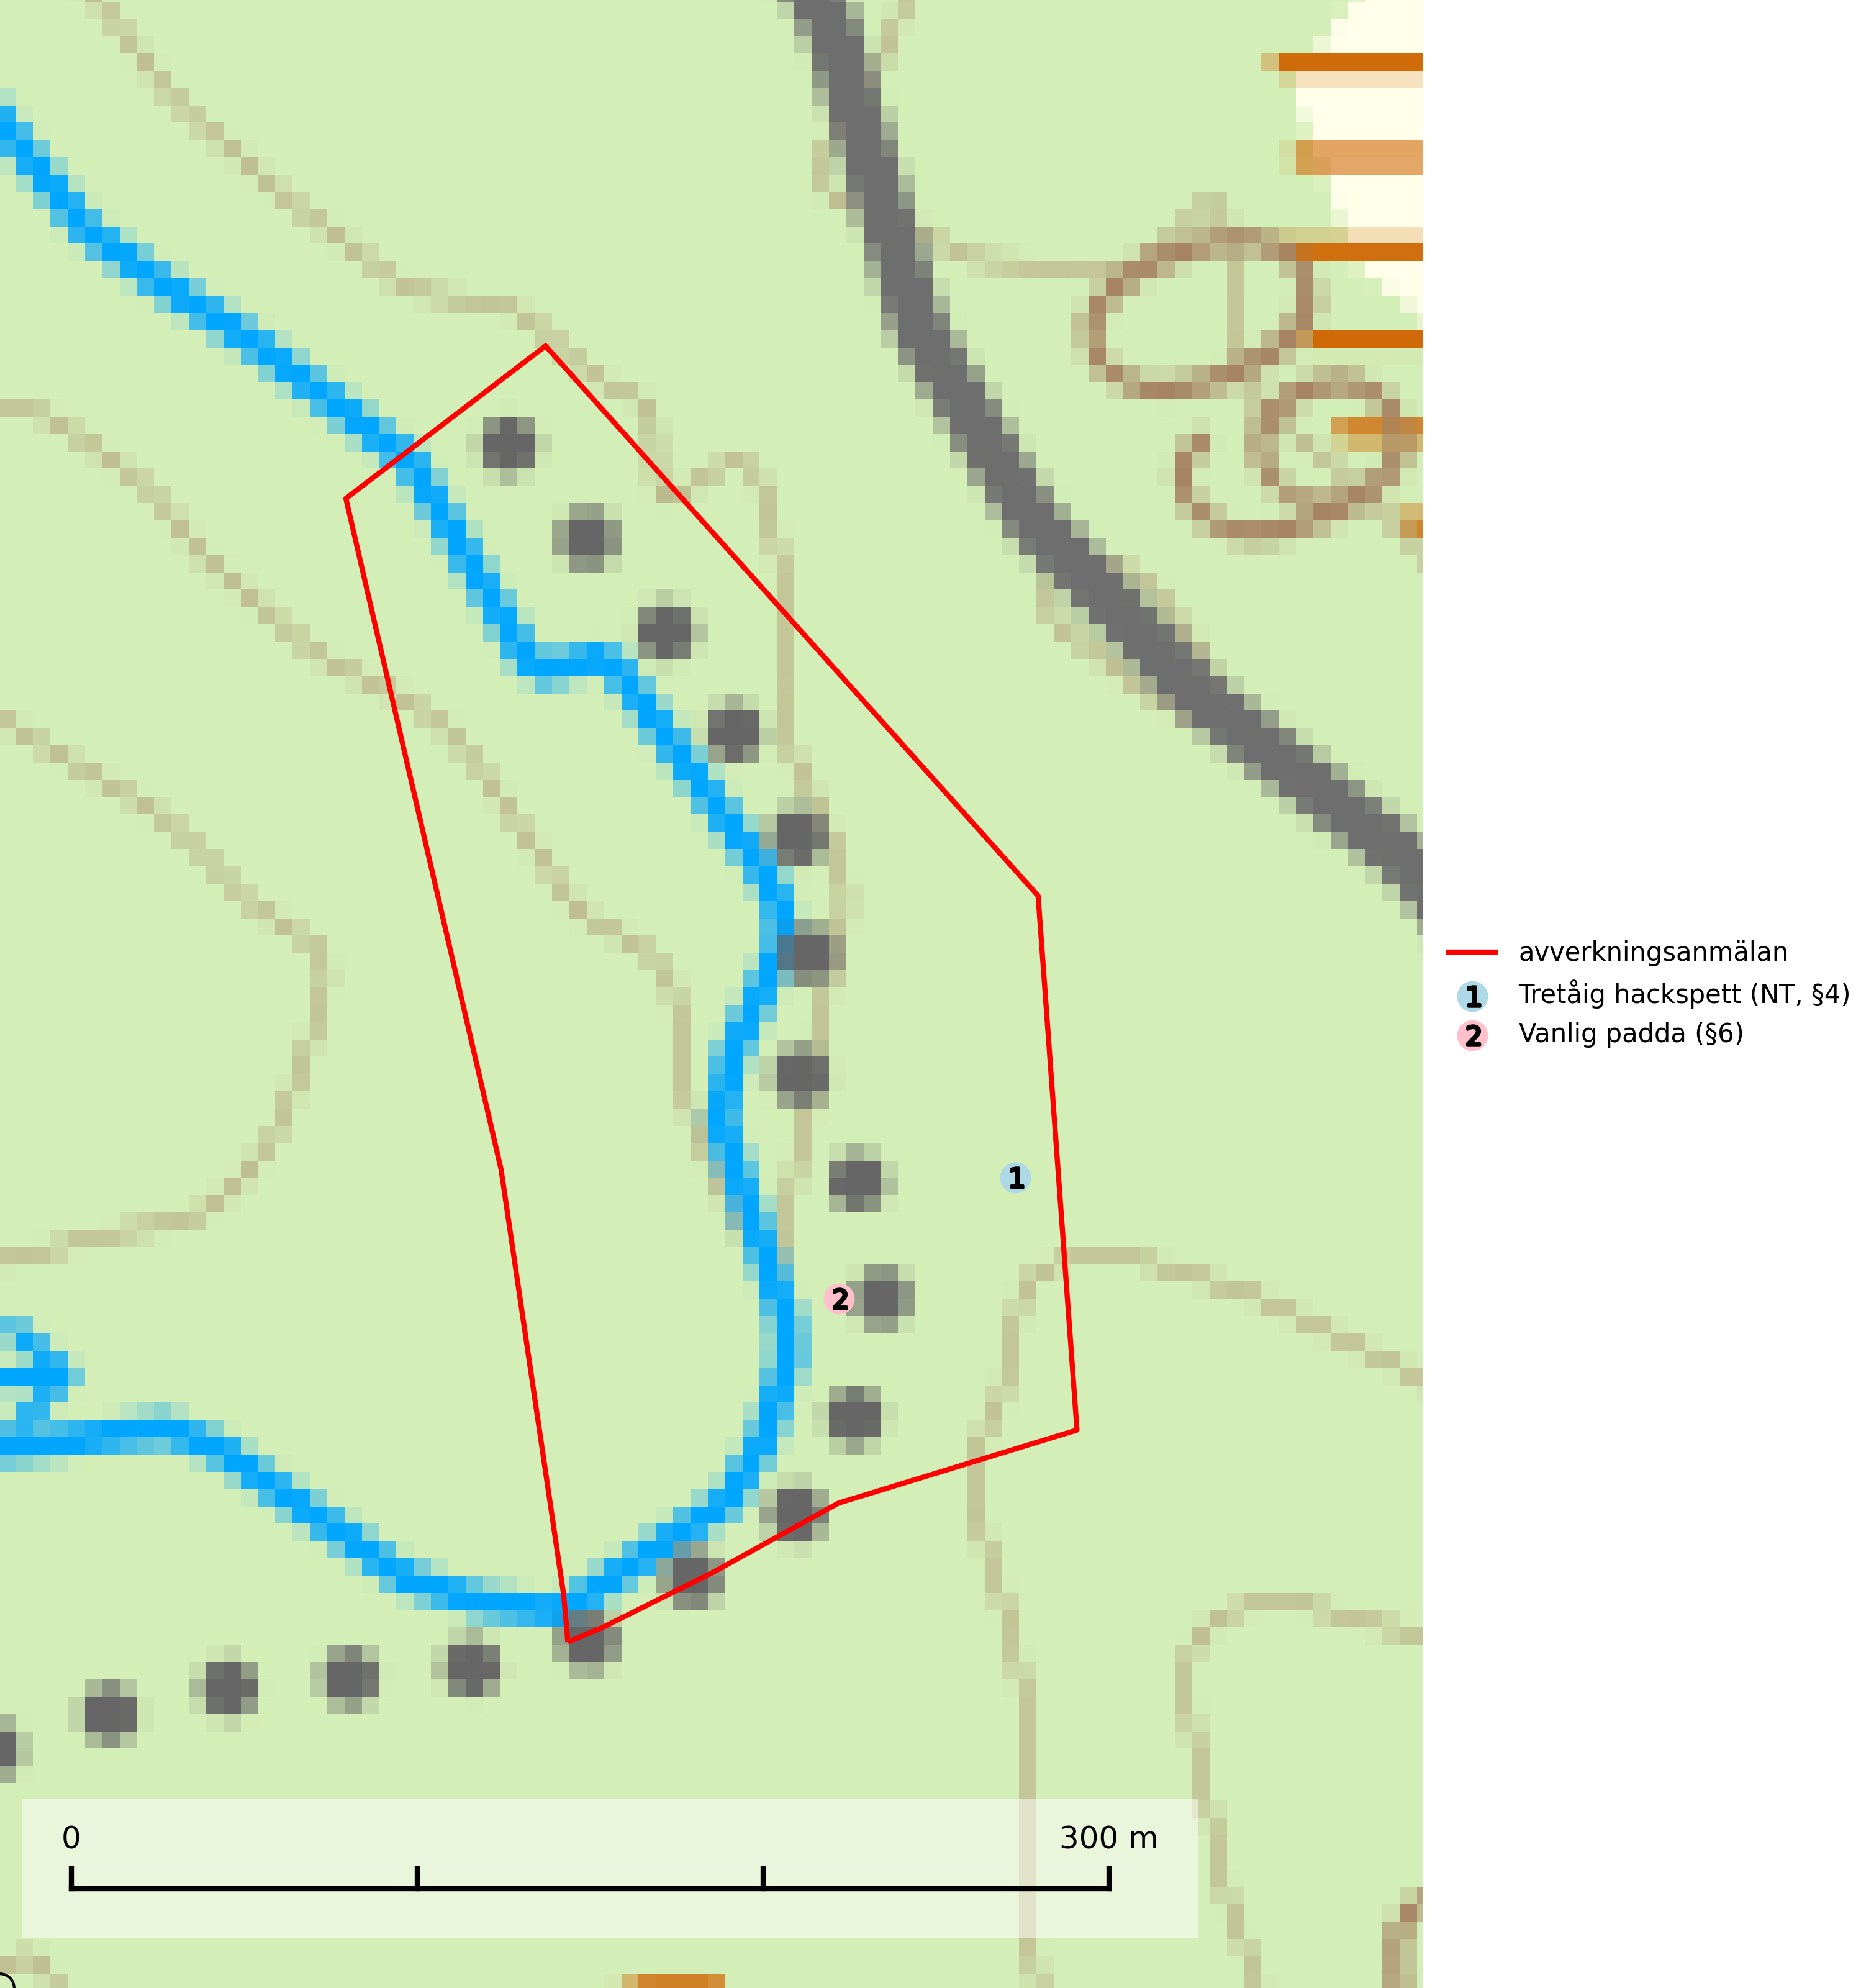 avverkningsanmälan
1 Tretåig hackspett (NT, §4)
2 Vanlig padda (§6)
1
2
0 300 m